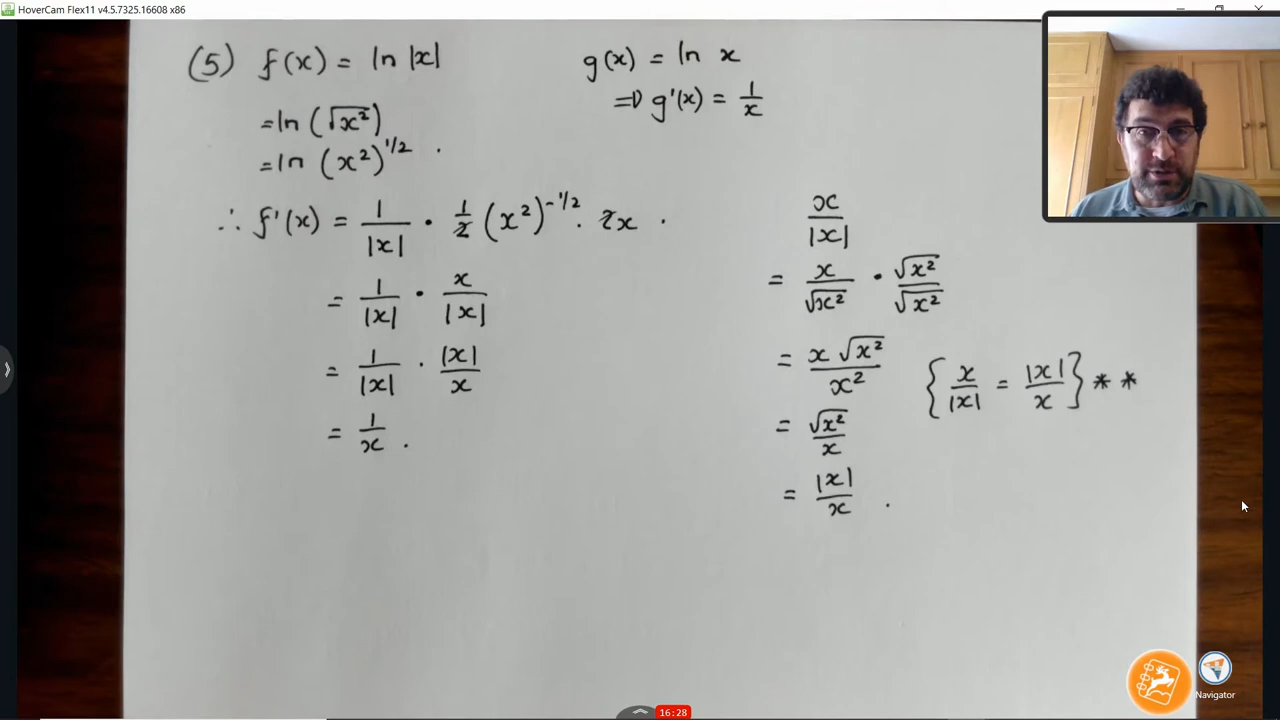 HoverCam Flex11 v4.5.7325.16608 x86
(5) f(x) = ln |x|
= ln (√x²)
= ln (x²)^1/2 .
g(x) = ln x
⇒ g'(x) = 1/x
∴ f'(x) = 1/|x| · 1/2 (x²)^-1/2 . 2x .
= 1/|x| · x/|x|
= 1/|x| · |x|/x
= 1/x .
x/|x|
= x/√x² · √x²/√x²
= x √x²/x²
= √x²/x
= |x|/x .
{x/|x| = |x|/x} * *
Navigator
16:28